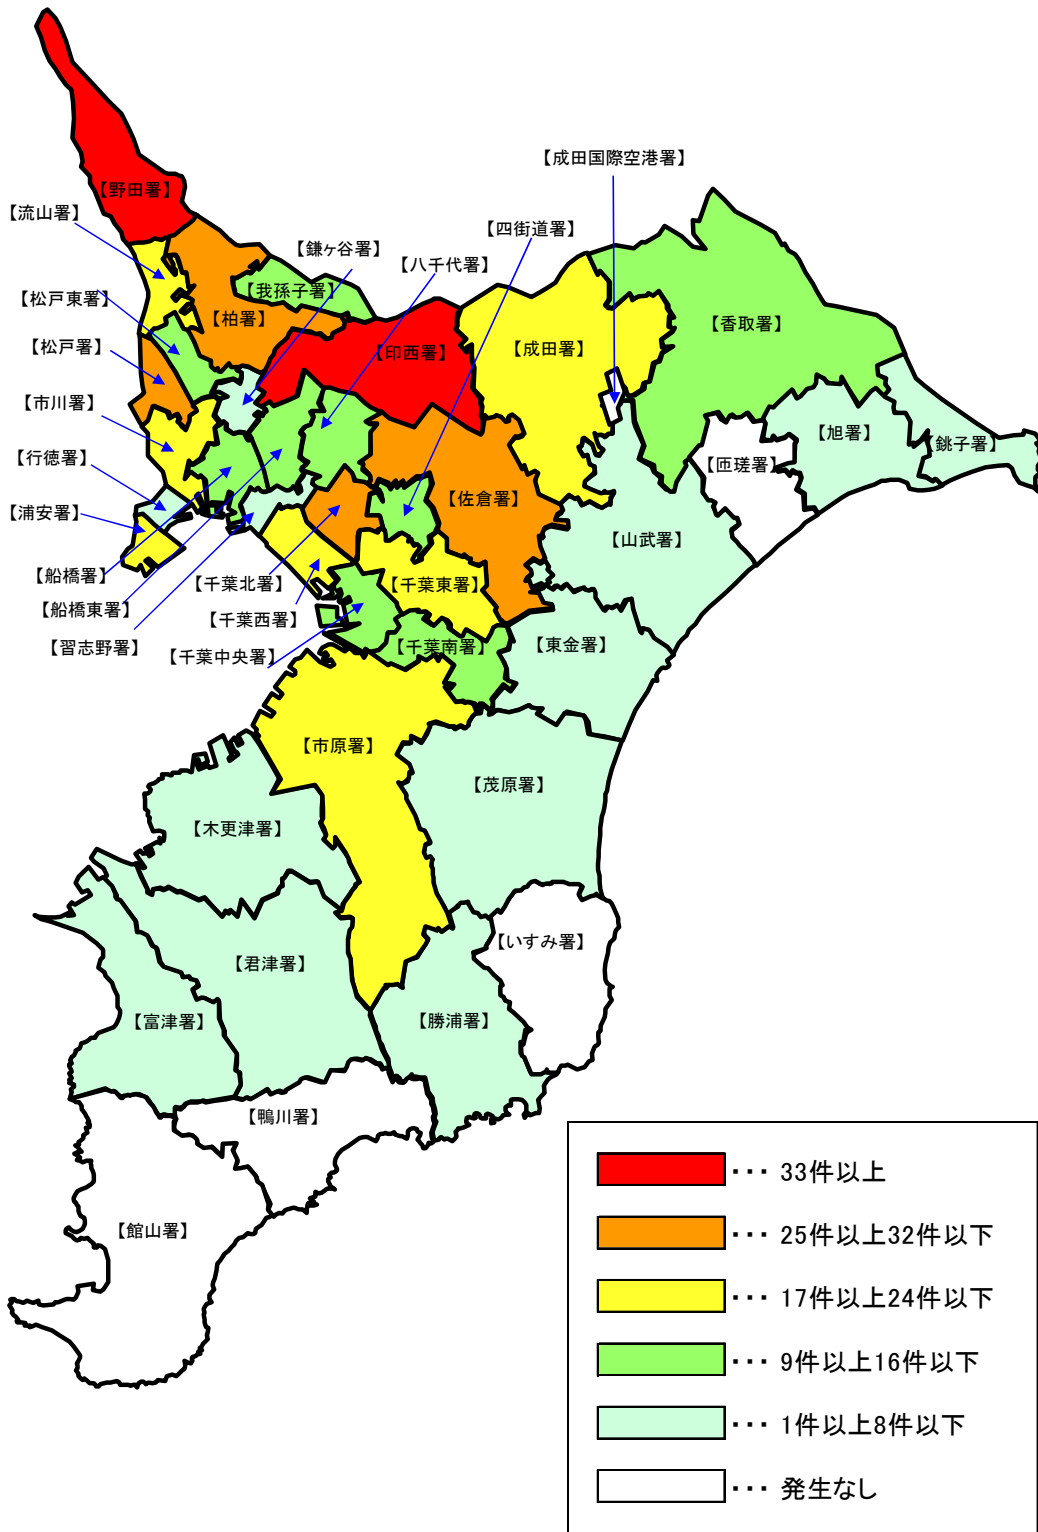 【成田国際空港署】
【野田署】
【流山署】
【四街道署】
【鎌ヶ谷署】
【八千代署】
【我孫子署】
【松戸東署】
【柏署】
【香取署】
【松戸署】
【印西署】
【成田署】
【市川署】
【旭署】
【銚子署】
【行徳署】
【匝瑳署】
【佐倉署】
【浦安署】
【山武署】
【船橋署】
【千葉北署】
【千葉東署】
【船橋東署】
【千葉西署】
【習志野署】
【千葉中央署】
【千葉南署】
【東金署】
【市原署】
【茂原署】
【木更津署】
【いすみ署】
【君津署】
【富津署】
【勝浦署】
【鴨川署】
【館山署】
・・・ 33件以上
・・・ 25件以上32件以下
・・・ 17件以上24件以下
・・・ 9件以上16件以下
・・・ 1件以上8件以下
・・・ 発生なし